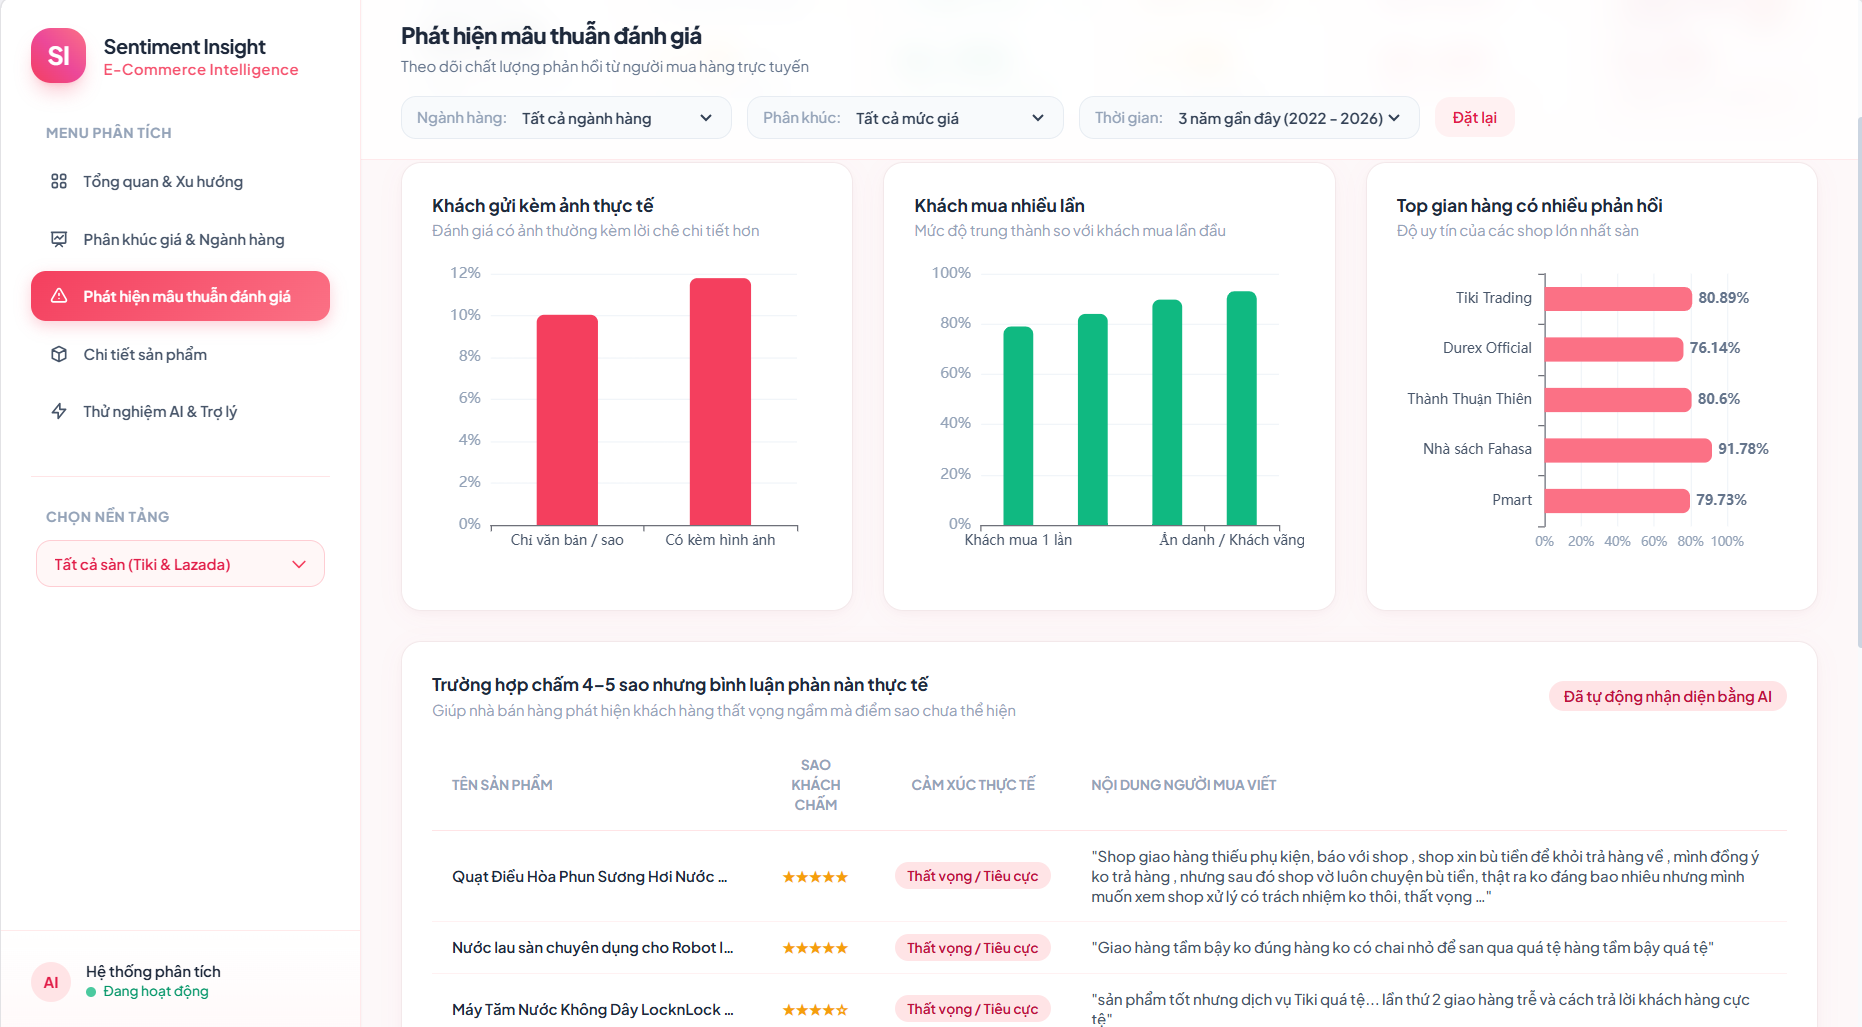 SI
Sentiment Insight
E-Commerce Intelligence
MENU PHÂN TÍCH
Tổng quan & Xu hướng
Phân khúc giá & Ngành hàng
Phát hiện mâu thuẫn đánh giá
Chi tiết sản phẩm
Thử nghiệm AI & Trợ lý
CHỌN NỀN TẢNG
Tất cả sàn (Tiki & Lazada)
AI
Hệ thống phân tích
Đang hoạt động
Phát hiện mâu thuẫn đánh giá
Theo dõi chất lượng phản hồi từ người mua hàng trực tuyến
Ngành hàng: Tất cả ngành hàng
Phân khúc: Tất cả mức giá
Thời gian: 3 năm gần đây (2022 - 2026)
Đặt lại
Khách gửi kèm ảnh thực tế
Đánh giá có ảnh thường kèm lời chê chi tiết hơn
12%
10%
8%
6%
4%
2%
0%
Chỉ văn bản / sao
Có kèm hình ảnh
Khách mua nhiều lần
Mức độ trung thành so với khách mua lần đầu
100%
80%
60%
40%
20%
0%
Khách mua 1 lần
Ẩn danh / Khách vãng
Top gian hàng có nhiều phản hồi
Độ uy tín của các shop lớn nhất sàn
Tiki Trading 80.89%
Durex Official 76.14%
Thành Thuận Thiên 80.6%
Nhà sách Fahasa 91.78%
Pmart 79.73%
0% 20% 40% 60% 80% 100%
Trường hợp chấm 4–5 sao nhưng bình luận phàn nàn thực tế
Giúp nhà bán hàng phát hiện khách hàng thất vọng ngầm mà điểm sao chưa thể hiện
Đã tự động nhận diện bằng AI
TÊN SẢN PHẨM
SAO
KHÁCH
CHẤM
CẢM XÚC THỰC TẾ
NỘI DUNG NGƯỜI MUA VIẾT
Quạt Điều Hòa Phun Sương Hơi Nước ...
★★★★★
Thất vọng / Tiêu cực
"Shop giao hàng thiếu phụ kiện, báo với shop , shop xin bù tiền để khỏi trả hàng về , mình đồng ý
ko trả hàng , nhưng sau đó shop vờ luôn chuyện bù tiền, thật ra ko đáng bao nhiêu nhưng mình
muốn xem shop xử lý có trách nhiệm ko thôi, thất vọng ..."
Nước lau sàn chuyên dụng cho Robot l...
★★★★★
Thất vọng / Tiêu cực
"Giao hàng tầm bậy ko đúng hàng ko có chai nhỏ để san qua quá tệ hàng tầm bậy quá tệ"
Máy Tăm Nước Không Dây LocknLock ...
★★★★☆
Thất vọng / Tiêu cực
"sản phẩm tốt nhưng dịch vụ Tiki quá tệ... lần thứ 2 giao hàng trễ và cách trả lời khách hàng cực
tệ"